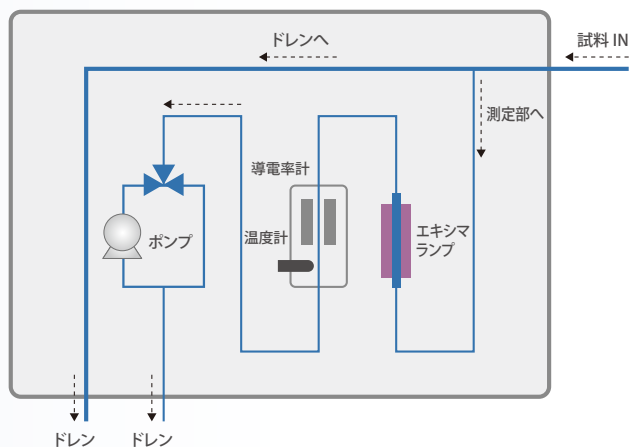 ドレンへ
試料 IN
測定部へ
導電率計
温度計
ポンプ
エキシマ
ランプ
ドレン
ドレン